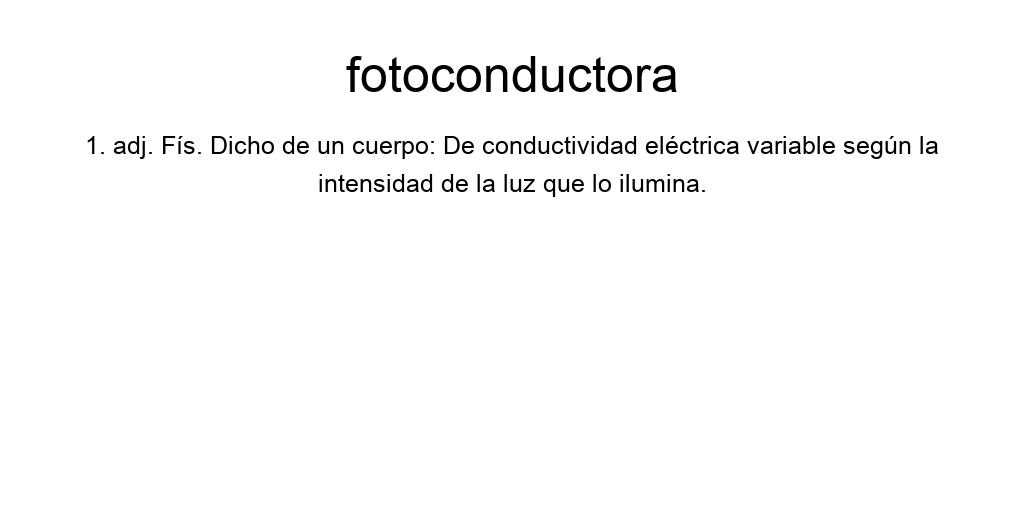 fotoconductora
1. adj. Fís. Dicho de un cuerpo: De conductividad eléctrica variable según la
intensidad de la luz que lo ilumina.